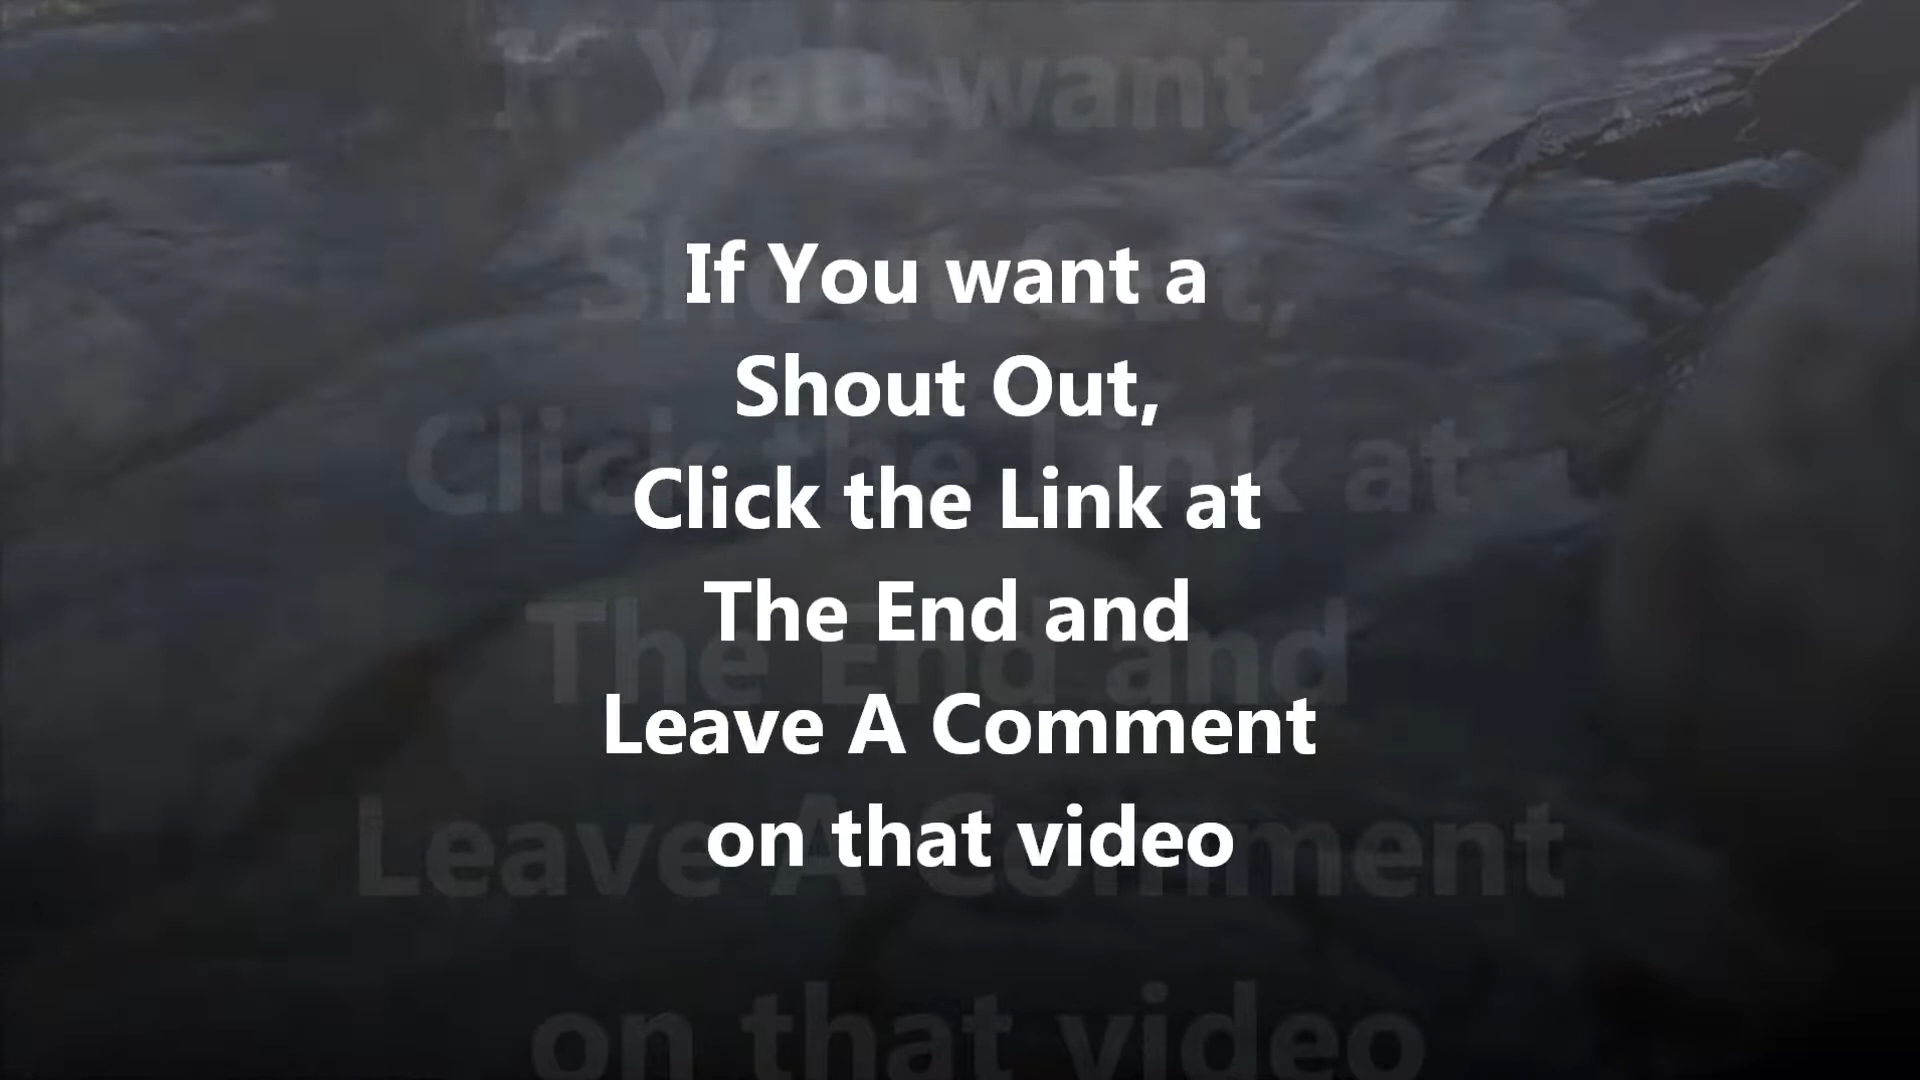 If You want a
Shout Out,
Click the Link at
The End and
Leave A Comment
on that video